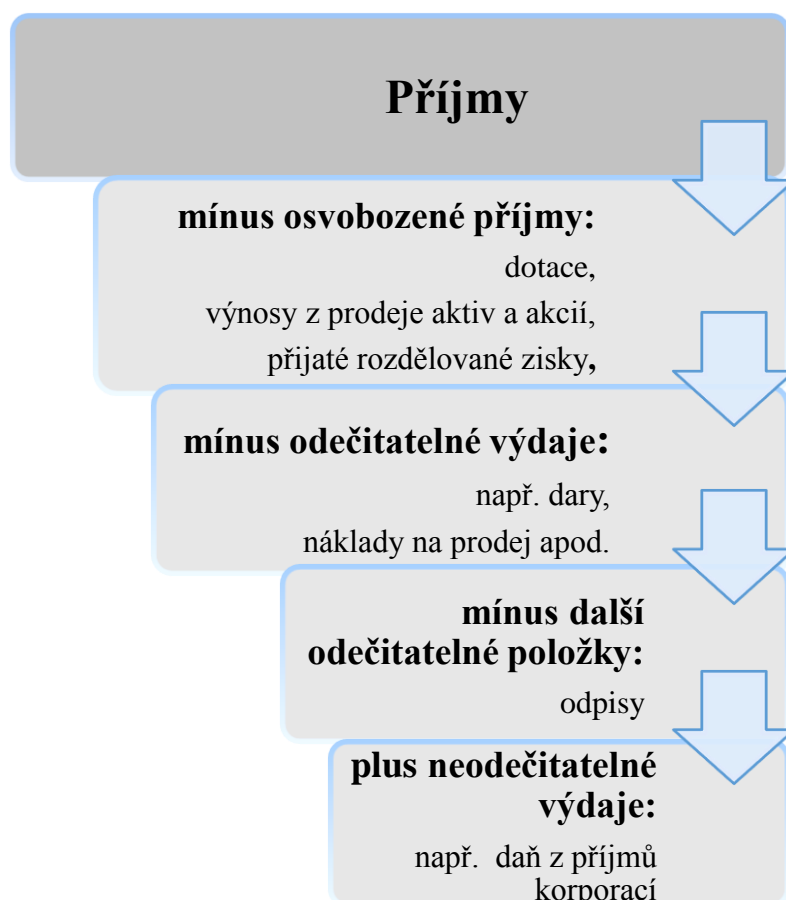 Příjmy
mínus osvobozené příjmy:
dotace,
výnosy z prodeje aktiv a akcií,
přijaté rozdělované zisky,
mínus odečitatelné výdaje:
např. dary,
náklady na prodej apod.
mínus další
odečitatelné položky:
odpisy
plus neodečitatelné
výdaje:
např. daň z příjmů
korporací